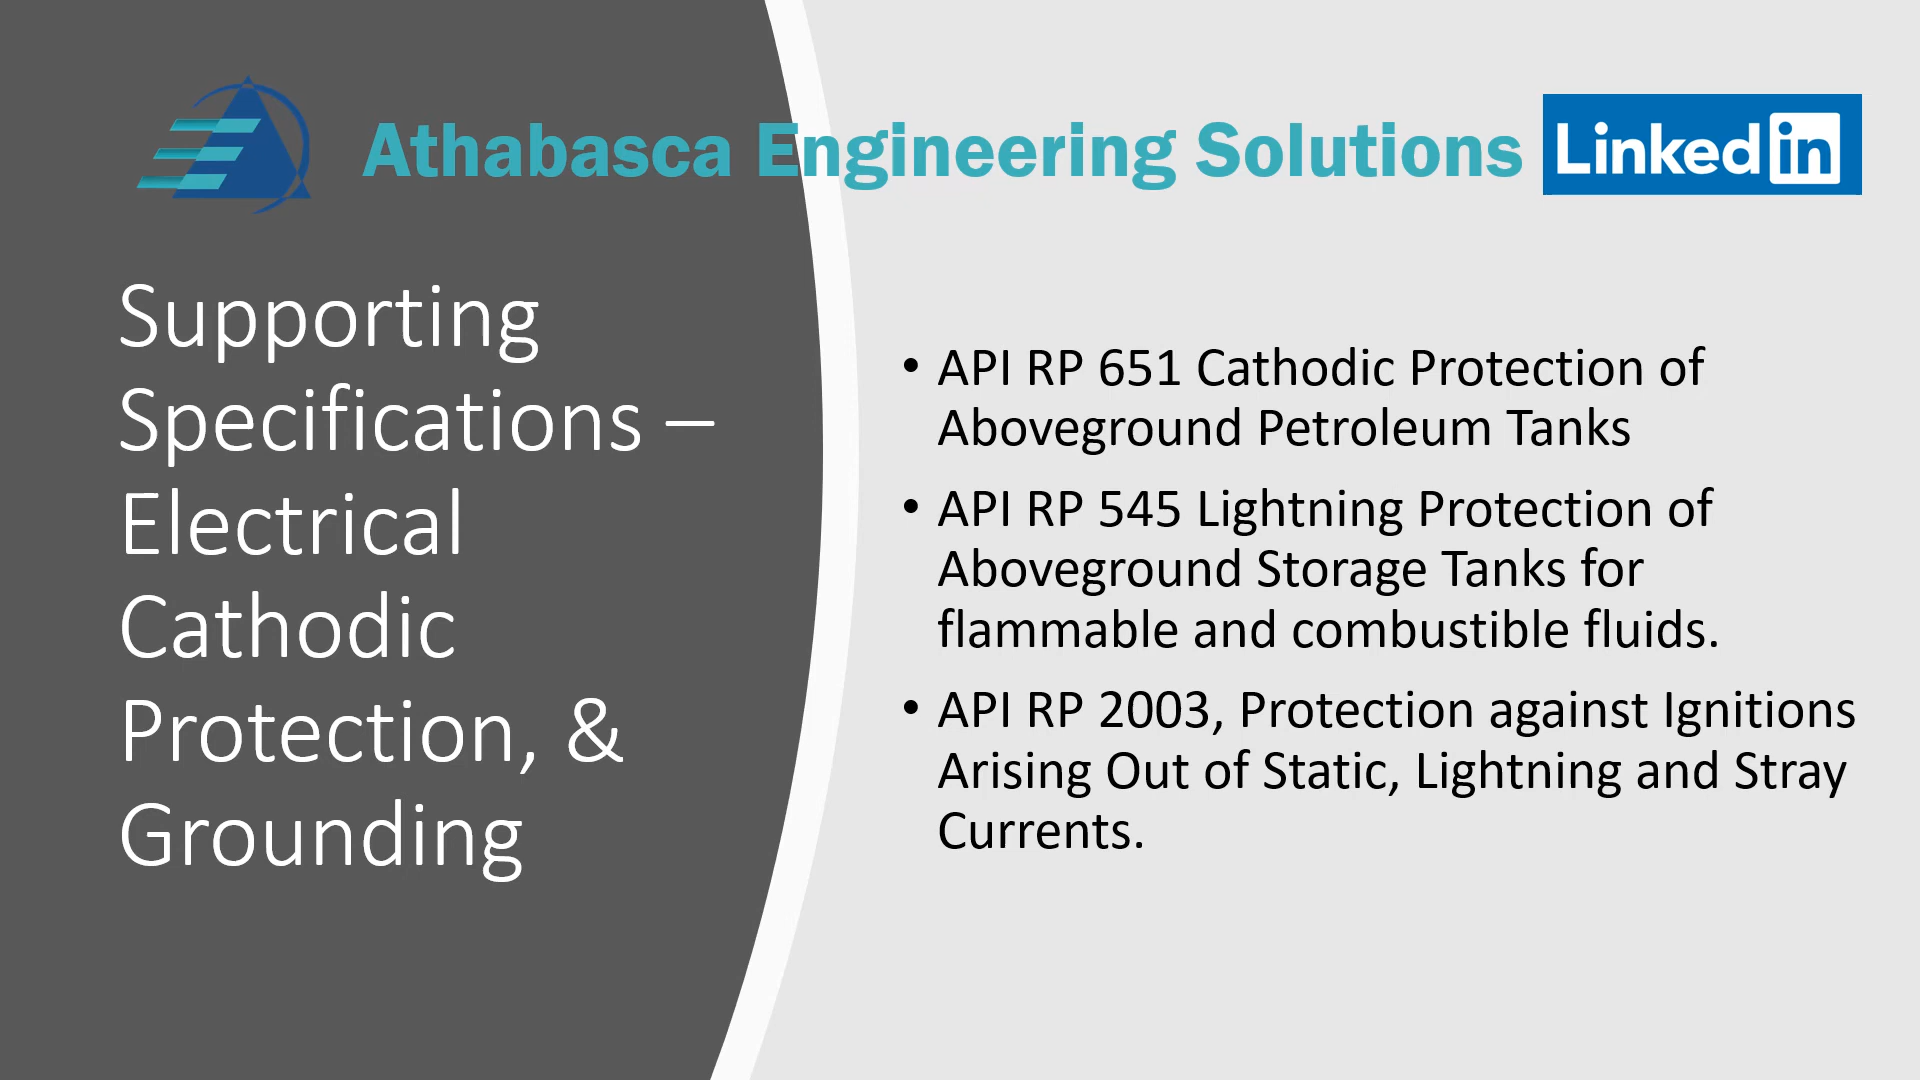 Athabasca Engineering Solutions
Linked in
Supporting
Specifications –
Electrical
Cathodic
Protection, &
Grounding
• API RP 651 Cathodic Protection of
Aboveground Petroleum Tanks
• API RP 545 Lightning Protection of
Aboveground Storage Tanks for
flammable and combustible fluids.
• API RP 2003, Protection against Ignitions
Arising Out of Static, Lightning and Stray
Currents.